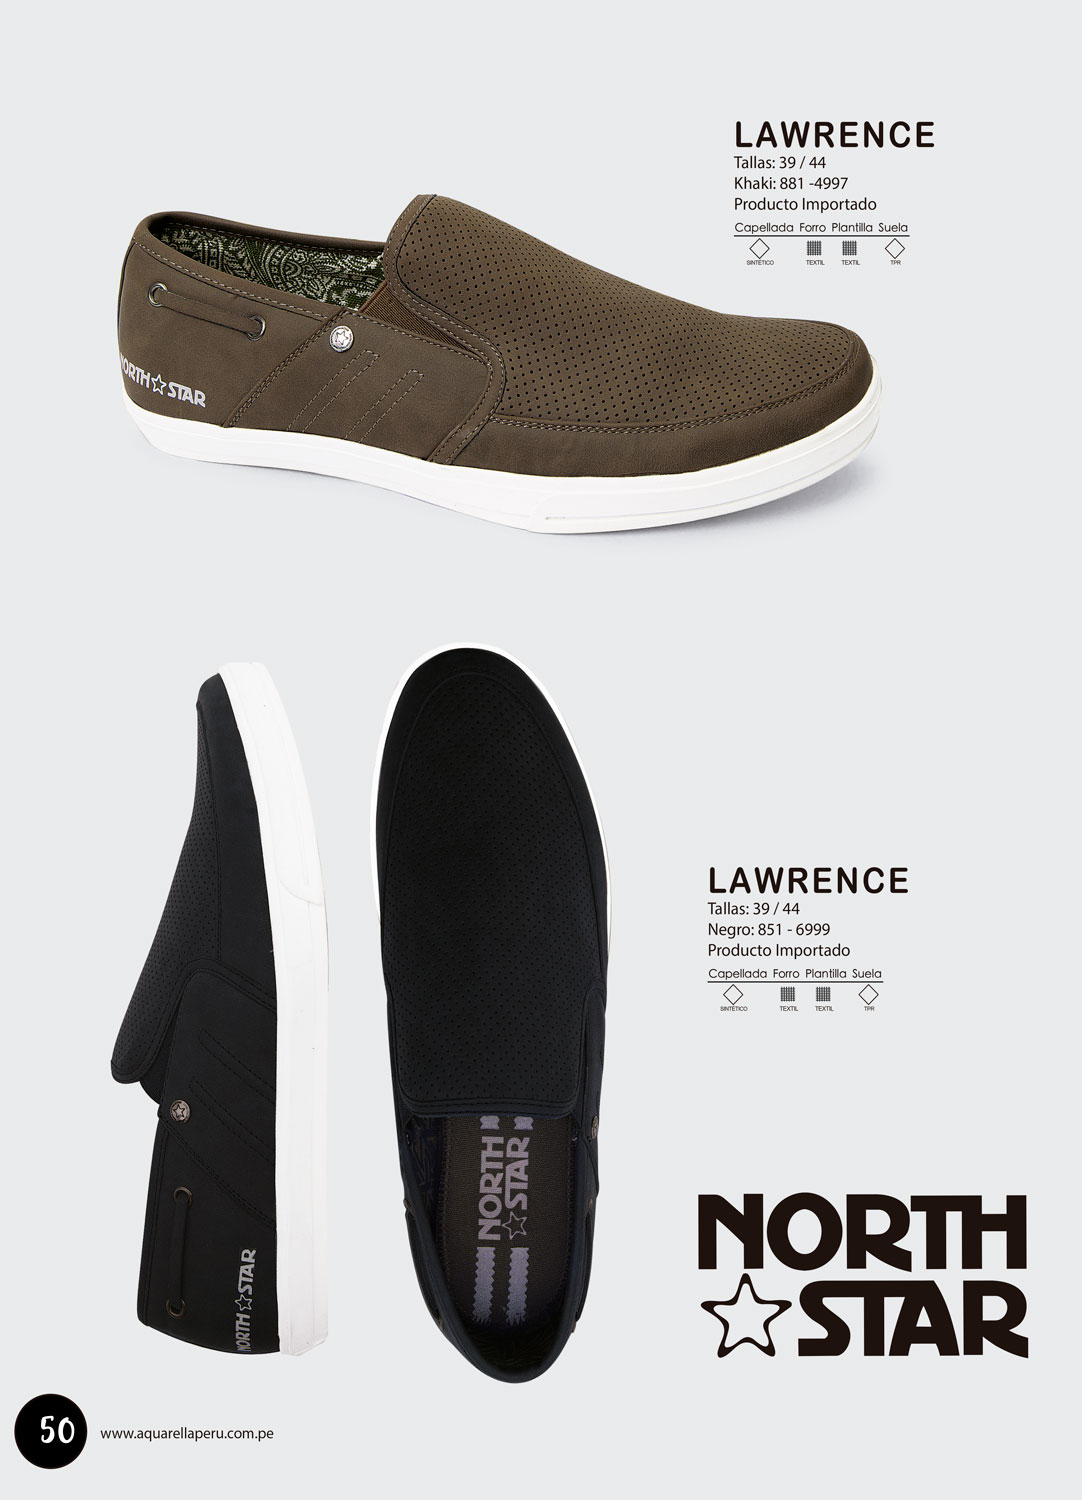 LAWRENCE
Tallas: 39 / 44
Khaki: 881 -4997
Producto Importado
Capellada Forro Plantilla Suela
SINTÉTICO TEXTIL TEXTIL TPR
NORTH STAR
LAWRENCE
Tallas: 39 / 44
Negro: 851 - 6999
Producto Importado
Capellada Forro Plantilla Suela
SINTÉTICO TEXTIL TEXTIL TPR
NORTH
STAR
NORTH STAR
NORTH
STAR
50
www.aquarellaperu.com.pe